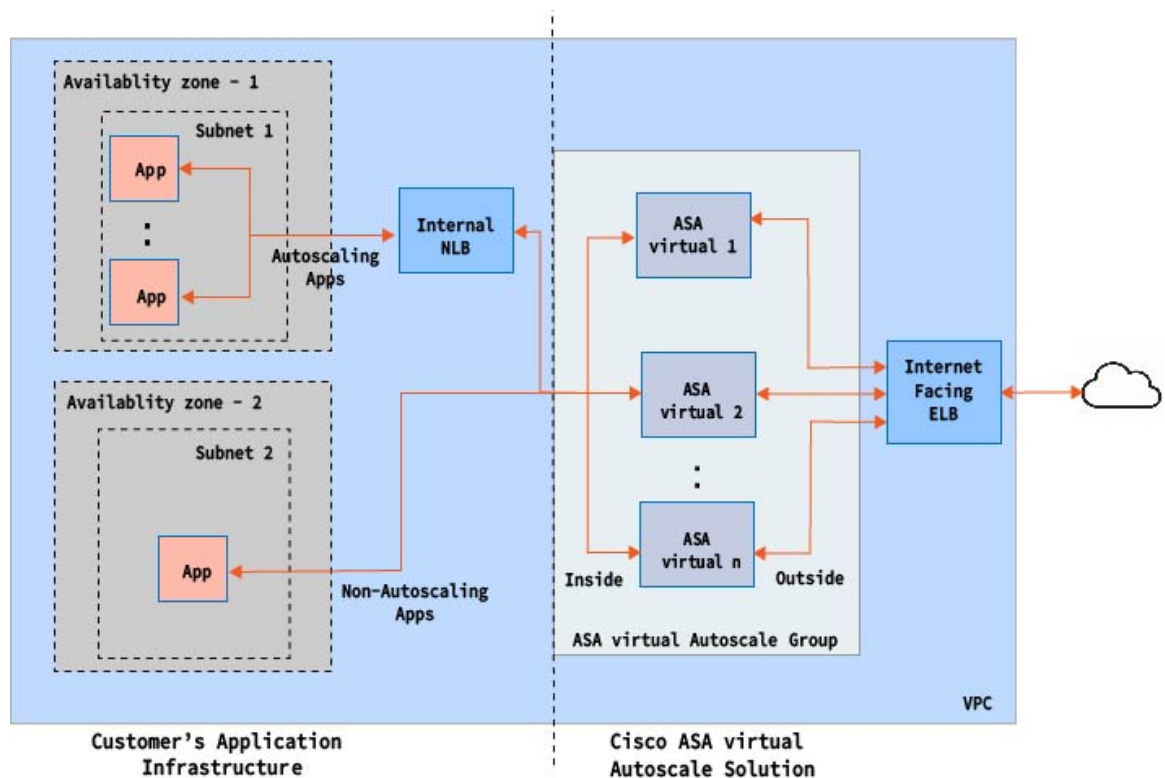 Availablity zone - 1
Subnet 1
App
:
App
Autoscaling
Apps
Internal
NLB
Availablity zone - 2
Subnet 2
App
Non-Autoscaling
Apps
ASA
virtual 1
ASA
virtual 2
:
ASA
virtual n
Inside
Outside
ASA virtual Autoscale Group
Internet
Facing
ELB
VPC
Customer's Application
Infrastructure
Cisco ASA virtual
Autoscale Solution